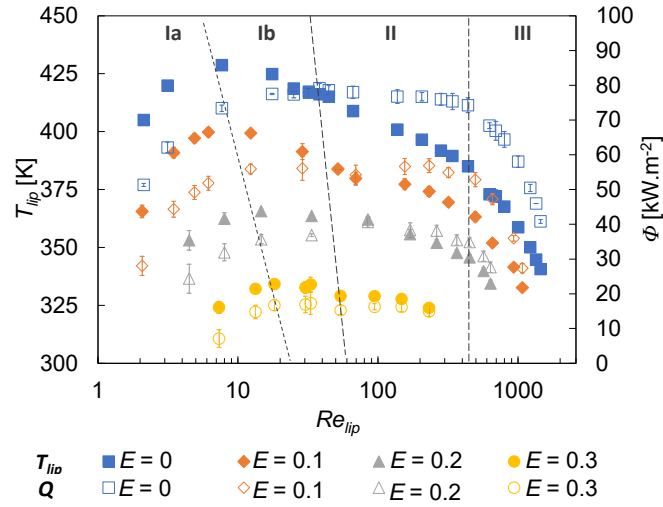 450 100
Ia Ib II III
90
425
80
70
400
60
T_lip [K]
375 50
Φ [kW.m⁻²]
40
350
30
20
325
10
300 0
1 10 100 1000
Re_lip
T_lip E = 0 E = 0.1 E = 0.2 E = 0.3
Q E = 0 E = 0.1 E = 0.2 E = 0.3